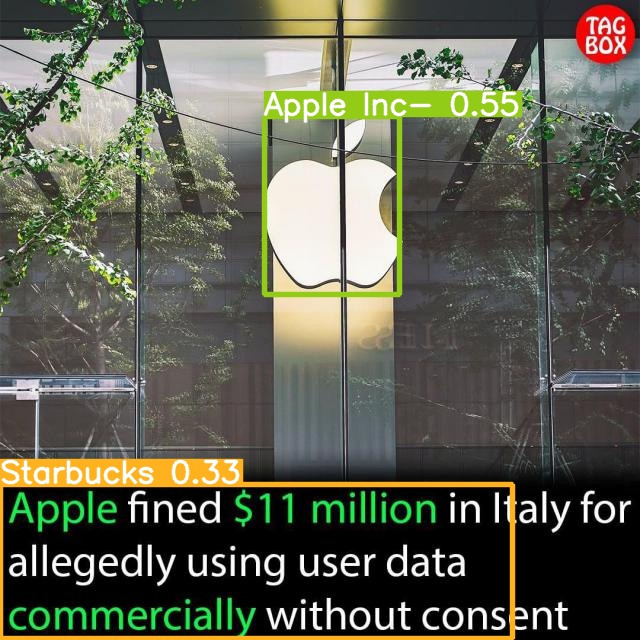 TAG
BOX
Apple Inc- 0.55
Starbucks 0.33
Apple fined $11 million in Italy for
allegedly using user data
commercially without consent